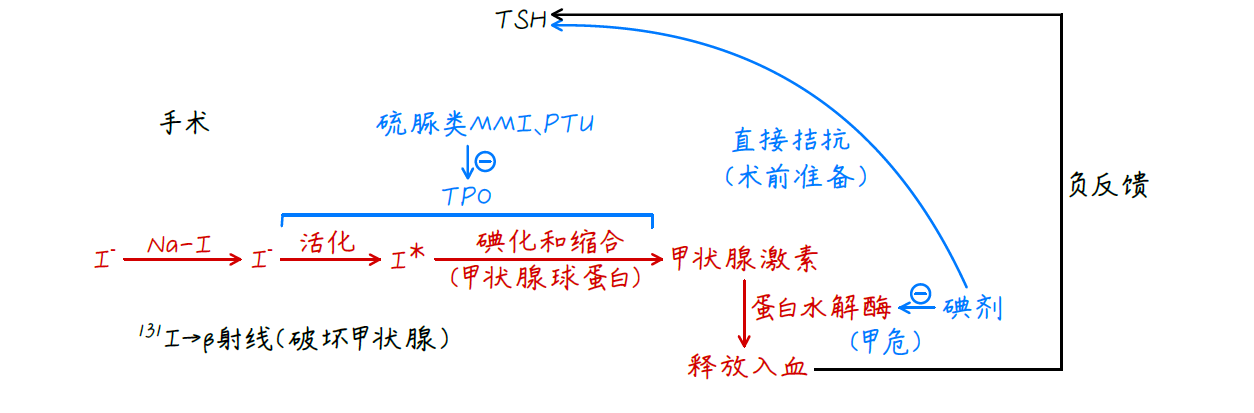 TSH
手术
硫脲类MMI、PTU
⊖
TPO
直接拮抗
(术前准备)
负反馈
I⁻ Na-I I⁻ 活化 I* 碘化和缩合 甲状腺激素
(甲状腺球蛋白)
蛋白水解酶 ⊖ 碘剂
(甲危)
¹³¹I→β射线(破坏甲状腺)
释放入血